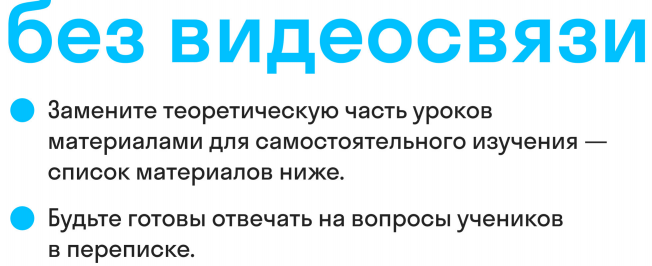 без видеосвязи
Замените теоретическую часть уроков
материалами для самостоятельного изучения —
список материалов ниже.
Будьте готовы отвечать на вопросы учеников
в переписке.